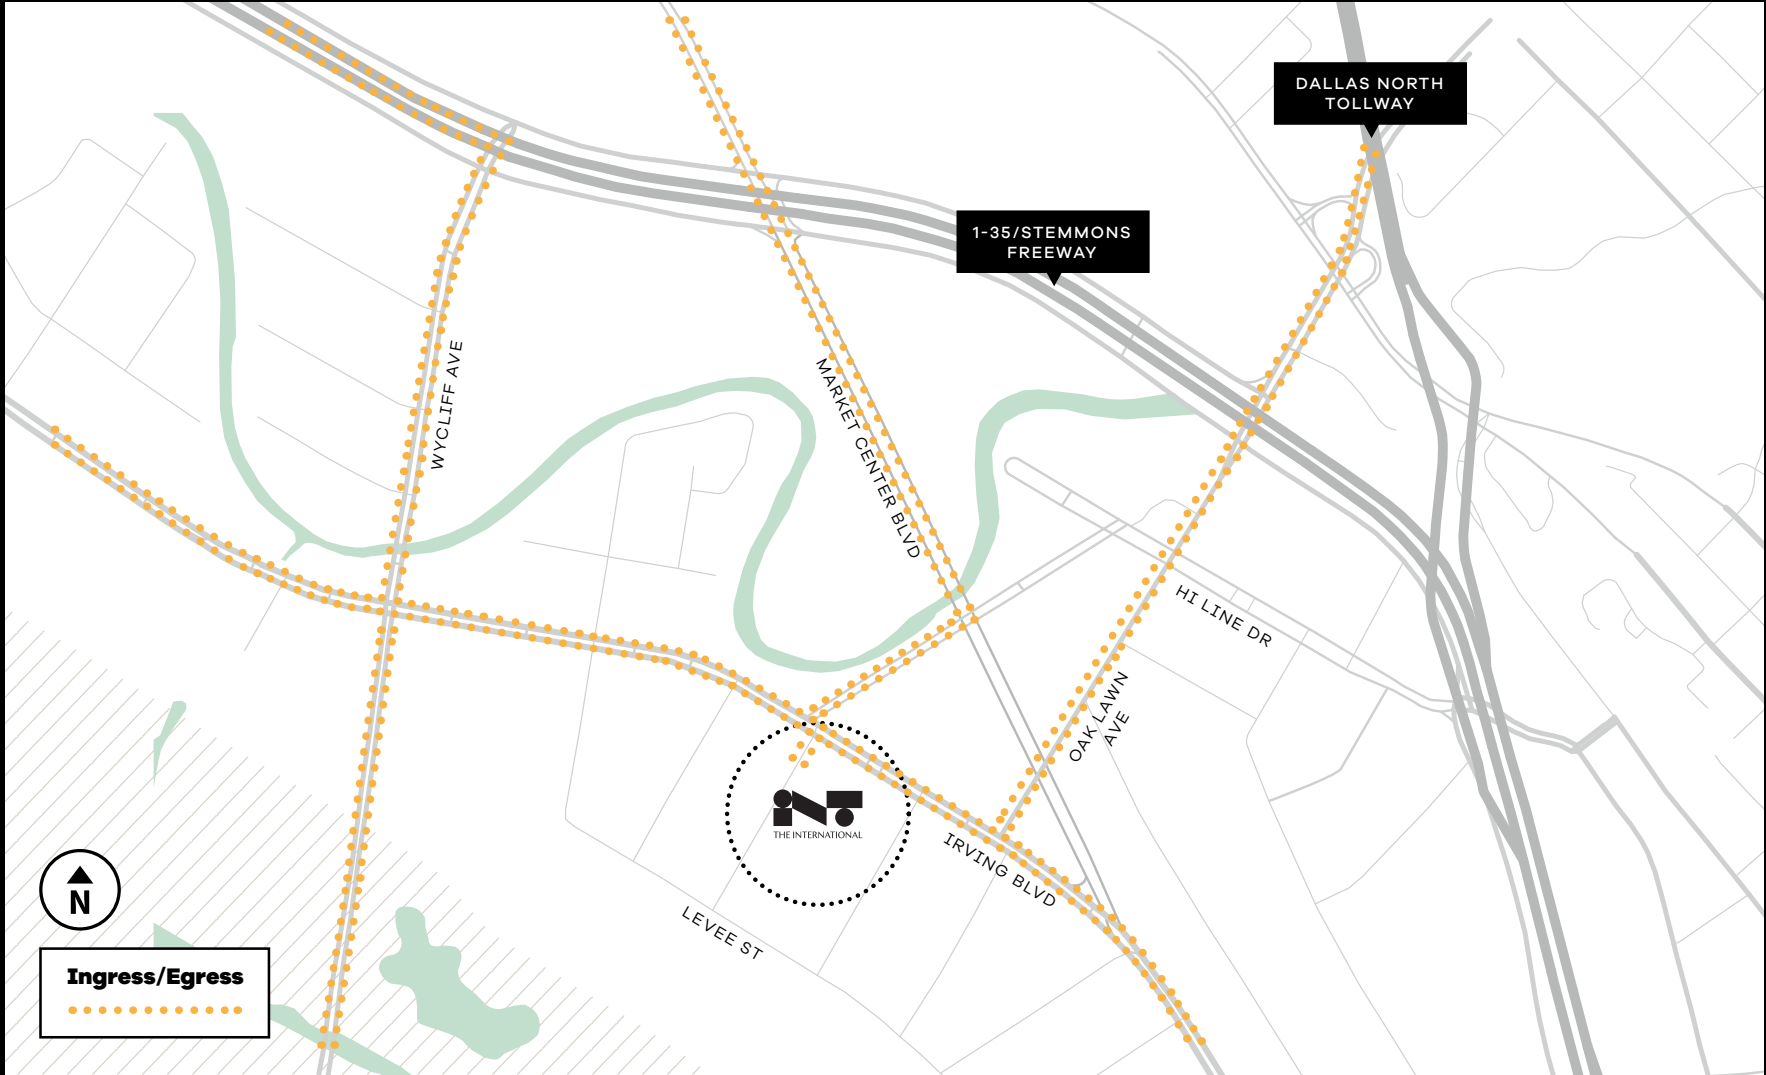 DALLAS NORTH
TOLLWAY
1-35/STEMMONS
FREEWAY
WYCLIFF AVE
MARKET CENTER BLVD
HI LINE DR
OAK LAWN
AVE
THE INTERNATIONAL
IRVING BLVD
LEVEE ST
N
Ingress/Egress